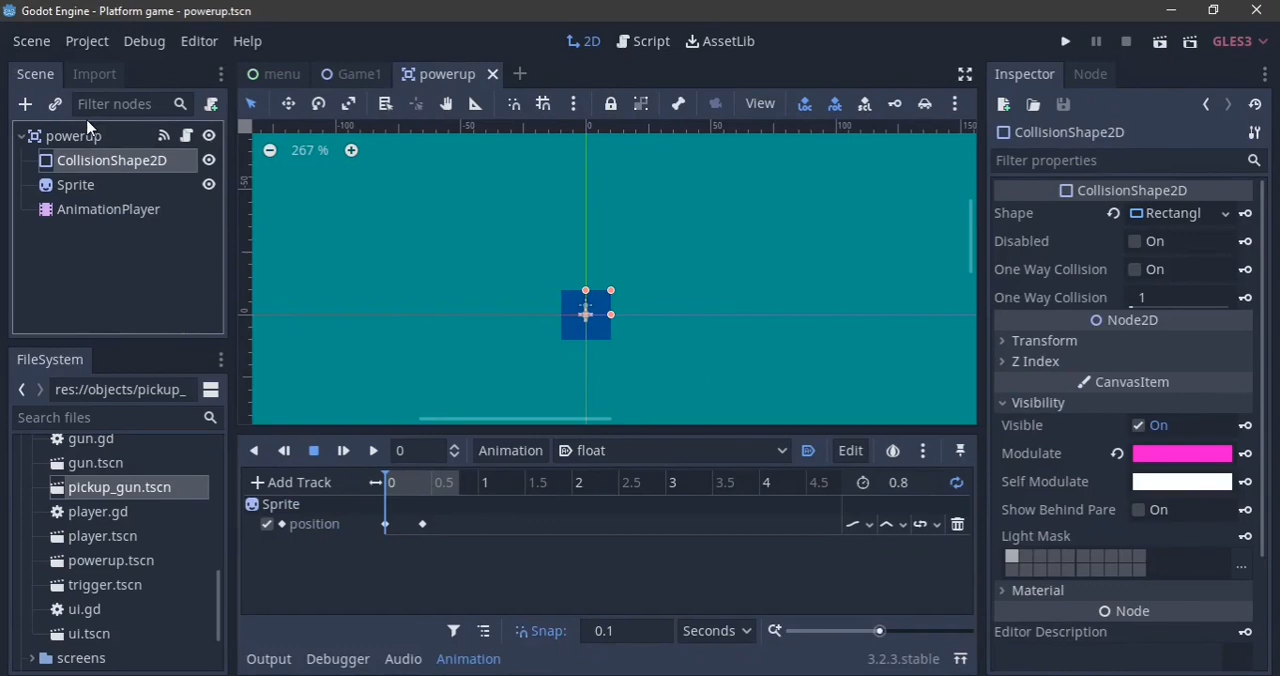 Godot Engine - Platform game - powerup.tscn
Scene Project Debug Editor Help
2D Script AssetLib
GLES3
Scene Import
Filter nodes
powerup
CollisionShape2D
Sprite
AnimationPlayer
FileSystem
res://objects/pickup_
Search files
gun.gd
gun.tscn
pickup_gun.tscn
player.gd
player.tscn
powerup.tscn
trigger.tscn
ui.gd
ui.tscn
screens
menu Game1 powerup
View
-100 -50 0 50 100 150
267 %
-50
0
0 Animation float Edit
Add Track 0 0.5 1 1.5 2 2.5 3 3.5 4 4.5 0.8
Sprite
position
Snap: 0.1 Seconds
Output Debugger Audio Animation 3.2.3.stable
Inspector Node
CollisionShape2D
Filter properties
CollisionShape2D
Shape Rectangl
Disabled On
One Way Collision On
One Way Collision 1
Node2D
Transform
Z Index
CanvasItem
Visibility
Visible On
Modulate
Self Modulate
Show Behind Pare On
Light Mask
...
Material
Node
Editor Description